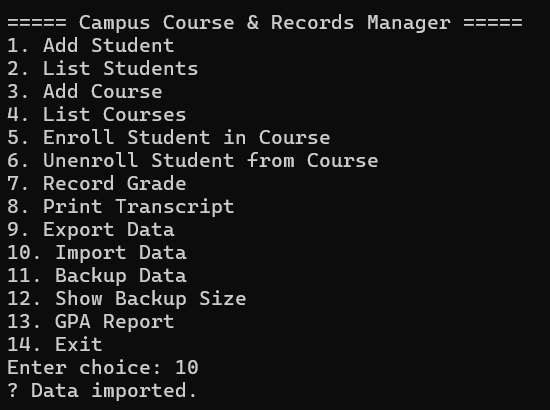 ===== Campus Course & Records Manager =====
1. Add Student
2. List Students
3. Add Course
4. List Courses
5. Enroll Student in Course
6. Unenroll Student from Course
7. Record Grade
8. Print Transcript
9. Export Data
10. Import Data
11. Backup Data
12. Show Backup Size
13. GPA Report
14. Exit
Enter choice: 10
? Data imported.